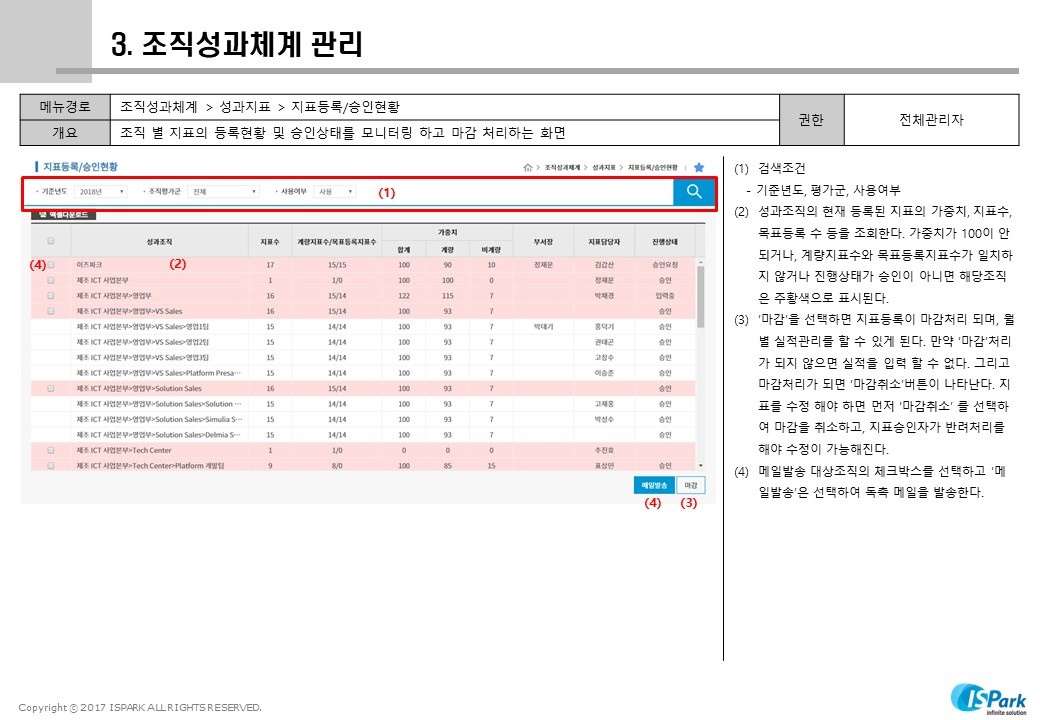 3. 조직성과체계 관리
메뉴경로 조직성과체계 > 성과지표 > 지표등록/승인현황 권한 전체관리자
개요 조직 별 지표의 등록현황 및 승인상태를 모니터링 하고 마감 처리하는 화면
지표등록/승인현황 > 조직성과체계 > 성과지표 > 지표등록/승인현황
· 기준년도 2018년 · 조직평가군 전체 · 사용여부 사용 (1)
엑셀다운로드
성과조직 지표수 계량지표수/목표등록지표수 가중치 부서장 지표담당자 진행상태
합계 계량 비계량
(4) 이즈파크 (2) 17 15/15 100 90 10 정재문 김갑산 승인요청
제조 ICT 사업본부 1 1/0 100 100 0 정재문 승인
제조 ICT 사업본부>영업부 16 15/14 122 115 7 박채경 입력중
제조 ICT 사업본부>영업부>VS Sales 16 15/14 100 93 7 승인
제조 ICT 사업본부>영업부>VS Sales>영업1팀 15 14/14 100 93 7 박대기 홍덕기 승인
제조 ICT 사업본부>영업부>VS Sales>영업2팀 15 14/14 100 93 7 권태곤 승인
제조 ICT 사업본부>영업부>VS Sales>영업3팀 15 14/14 100 93 7 고창수 승인
제조 ICT 사업본부>영업부>VS Sales>Platform Presa··· 15 14/14 100 93 7 이승준 승인
제조 ICT 사업본부>영업부>Solution Sales 16 15/14 100 93 7 승인
제조 ICT 사업본부>영업부>Solution Sales>Solution ··· 15 14/14 100 93 7 고재홍 승인
제조 ICT 사업본부>영업부>Solution Sales>Simulia S··· 15 14/14 100 93 7 박성수 승인
제조 ICT 사업본부>영업부>Solution Sales>Delmia S··· 15 14/14 100 93 7 승인
제조 ICT 사업본부>Tech Center 1 1/0 0 0 0 추진효
제조 ICT 사업본부>Tech Center>Platform 개발팀 9 8/0 100 85 15 표상민 승인
메일발송 마감
(4) (3)
(1) 검색조건
- 기준년도, 평가군, 사용여부
(2) 성과조직의 현재 등록된 지표의 가중치, 지표수,
목표등록 수 등을 조회한다. 가중치가 100이 안
되거나, 계량지표수와 목표등록지표수가 일치하
지 않거나 진행상태가 승인이 아니면 해당조직
은 주황색으로 표시된다.
(3) ‘마감’을 선택하면 지표등록이 마감처리 되며, 월
별 실적관리를 할 수 있게 된다. 만약 ‘마감’처리
가 되지 않으면 실적을 입력 할 수 없다. 그리고
마감처리가 되면 ‘마감취소’버튼이 나타난다. 지
표를 수정 해야 하면 먼저 ‘마감취소’ 를 선택하
여 마감을 취소하고, 지표승인자가 반려처리를
해야 수정이 가능해진다.
(4) 메일발송 대상조직의 체크박스를 선택하고 ‘메
일발송’은 선택하여 독촉 메일을 발송한다.
Copyright ⓒ 2017 ISPARK ALL RIGHTS RESERVED.
ISPark
infinite solution